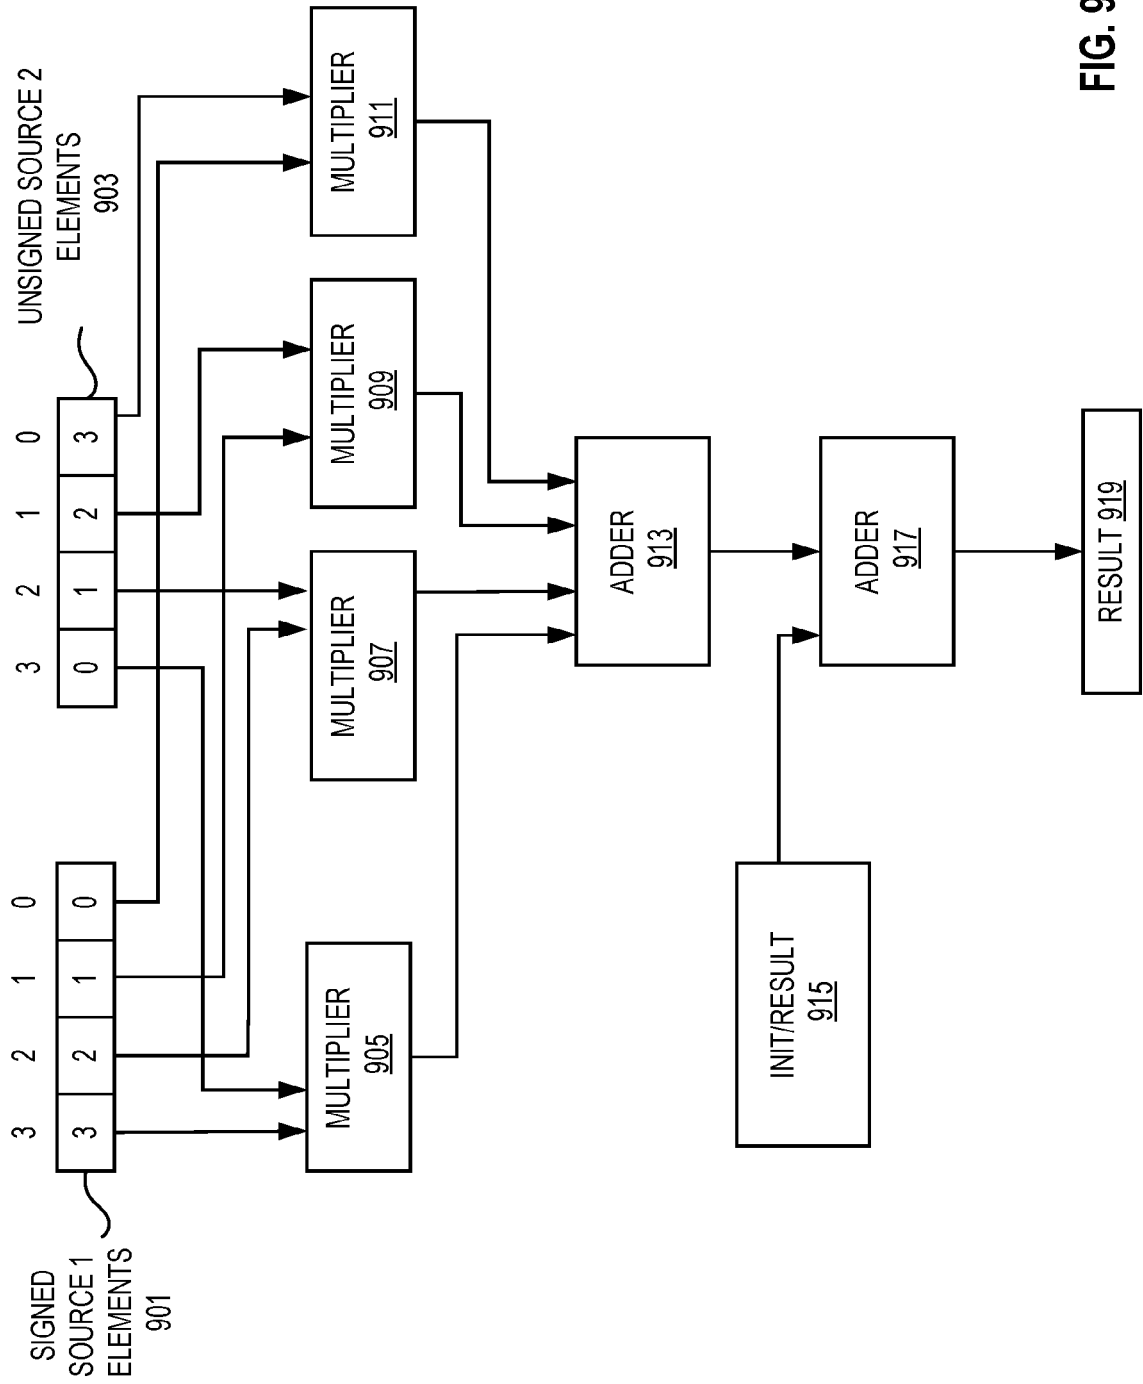 SIGNED
SOURCE 1
ELEMENTS
901
3 2 1 0
3 2 1 0
UNSIGNED SOURCE 2
ELEMENTS
903
3 2 1 0
0 1 2 3
MULTIPLIER
905
MULTIPLIER
907
MULTIPLIER
909
MULTIPLIER
911
ADDER
913
INIT/RESULT
915
ADDER
917
RESULT 919
FIG. 9